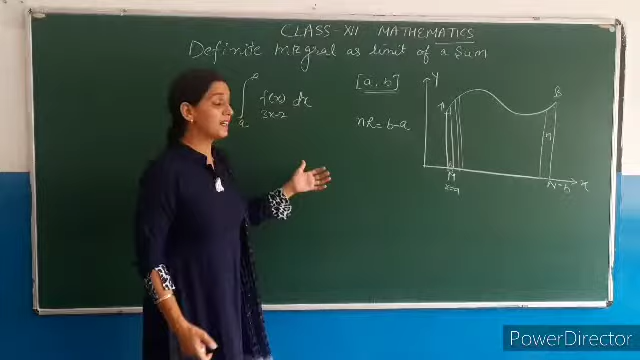 CLASS-XII MATHEMATICS
Definite Integral as limit of a Sum
∫ f(x) dx
a
3x-2
[a, b]
nh = b-a
Y
B
M
x=a
N=b
x
PowerDirector